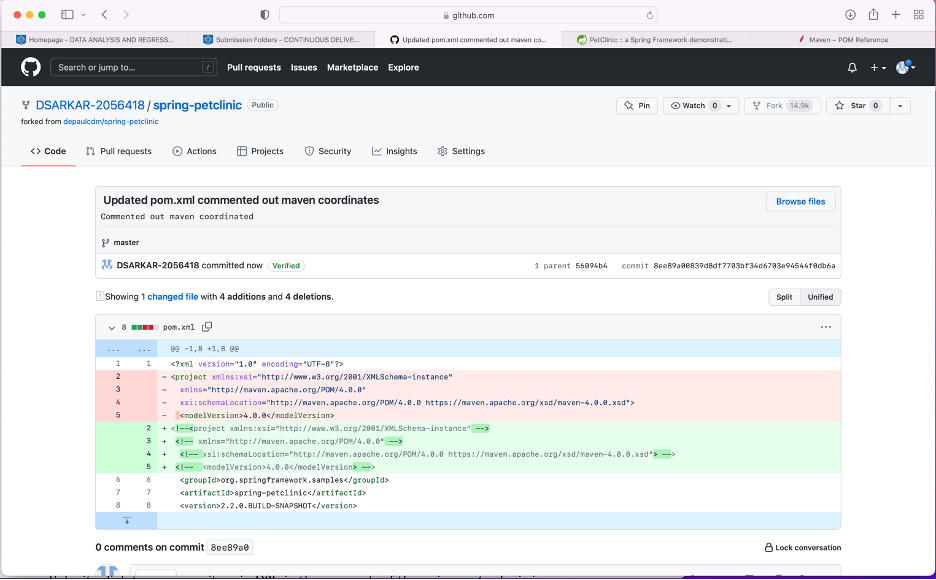 github.com
Homepage - DATA ANALYSIS AND REGRESS...
Submission Folders - CONTINUOUS DELIVE...
Updated pom.xml commented out maven co...
PetClinic :: a Spring Framework demonstrati...
Maven – POM Reference
Search or jump to... /
Pull requests Issues Marketplace Explore
DSARKAR-2056418 / spring-petclinic Public
Pin Watch 0 Fork 14.9k Star 0
forked from depaulcdm/spring-petclinic
Code Pull requests Actions Projects Security Insights Settings
Updated pom.xml commented out maven coordinates
Browse files
Commented out maven coordinated
master
DSARKAR-2056418 committed now Verified
1 parent 56094b4 commit 8ee89a00839d8df7703bf34d6703e94544f0db6a
Showing 1 changed file with 4 additions and 4 deletions.
Split Unified
8 pom.xml ...
... ... @@ -1,8 +1,8 @@
1 1 <?xml version="1.0" encoding="UTF-8"?>
2 - <project xmlns:xsi="http://www.w3.org/2001/XMLSchema-instance"
3 - xmlns="http://maven.apache.org/POM/4.0.0"
4 - xsi:schemaLocation="http://maven.apache.org/POM/4.0.0 https://maven.apache.org/xsd/maven-4.0.0.xsd">
5 - <modelVersion>4.0.0</modelVersion>
2 + <!--<project xmlns:xsi="http://www.w3.org/2001/XMLSchema-instance" -->
3 + <!-- xmlns="http://maven.apache.org/POM/4.0.0" -->
4 + <!-- xsi:schemaLocation="http://maven.apache.org/POM/4.0.0 https://maven.apache.org/xsd/maven-4.0.0.xsd"> -->
5 + <!-- <modelVersion>4.0.0</modelVersion> -->
6 6 <groupId>org.springframework.samples</groupId>
7 7 <artifactId>spring-petclinic</artifactId>
8 8 <version>2.2.0.BUILD-SNAPSHOT</version>
0 comments on commit 8ee89a0
Lock conversation